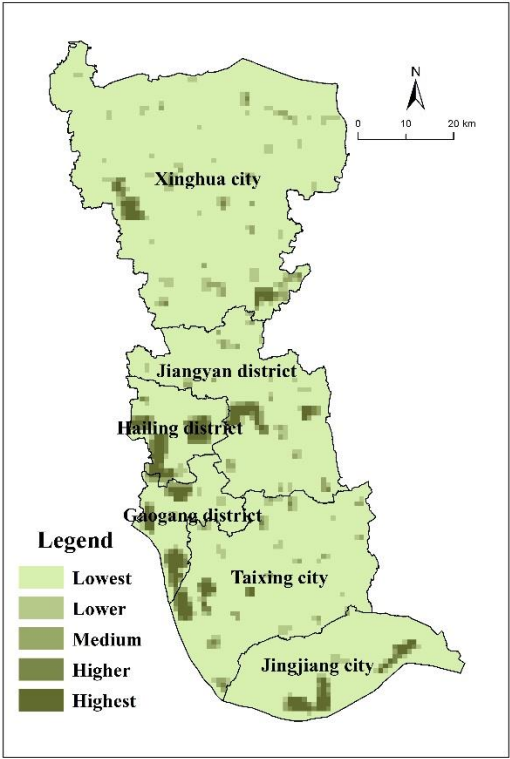 N
0 10 20 km
Xinghua city
Jiangyan district
Hailing district
Gaogang district
Taixing city
Jingjiang city
Legend
Lowest
Lower
Medium
Higher
Highest